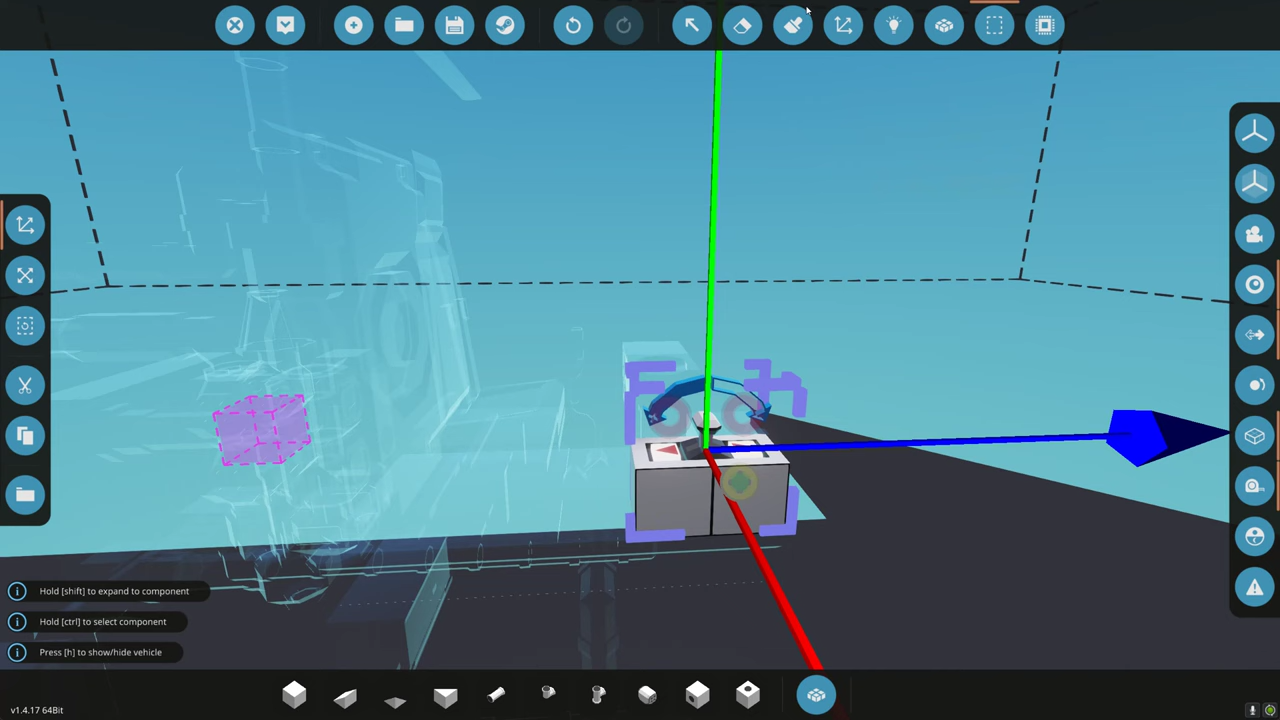 Hold [shift] to expand to component
Hold [ctrl] to select component
Press [h] to show/hide vehicle
v1.4.17 64Bit